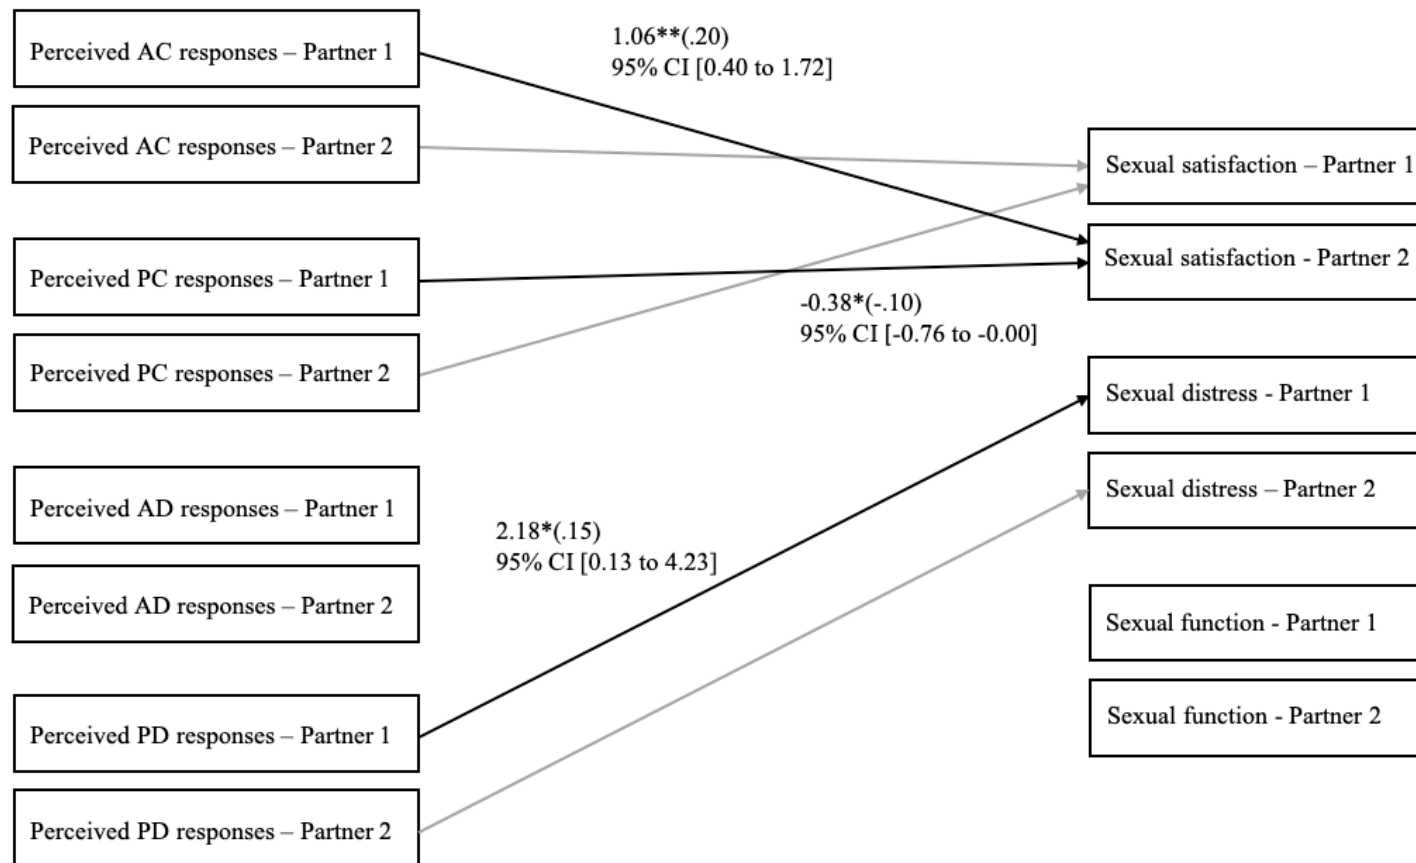 Perceived AC responses – Partner 1
Perceived AC responses – Partner 2
Perceived PC responses – Partner 1
Perceived PC responses – Partner 2
Perceived AD responses – Partner 1
Perceived AD responses – Partner 2
Perceived PD responses – Partner 1
Perceived PD responses – Partner 2
1.06**(.20)
95% CI [0.40 to 1.72]
-0.38*(-.10)
95% CI [-0.76 to -0.00]
2.18*(.15)
95% CI [0.13 to 4.23]
Sexual satisfaction – Partner 1
Sexual satisfaction - Partner 2
Sexual distress - Partner 1
Sexual distress – Partner 2
Sexual function - Partner 1
Sexual function - Partner 2